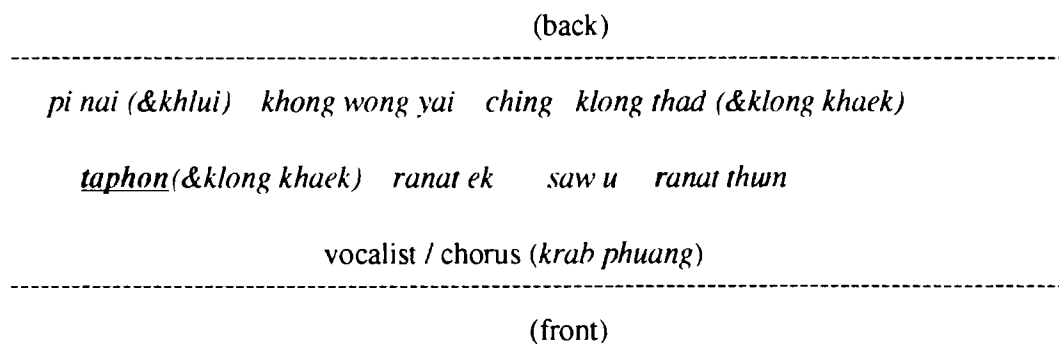 (back)
pi nai (&khlui) khong wong yai ching klong thad (&klong khaek)
taphon (&klong khaek) ranat ek saw u ranat thum
vocalist / chorus (krab phuang)
(front)